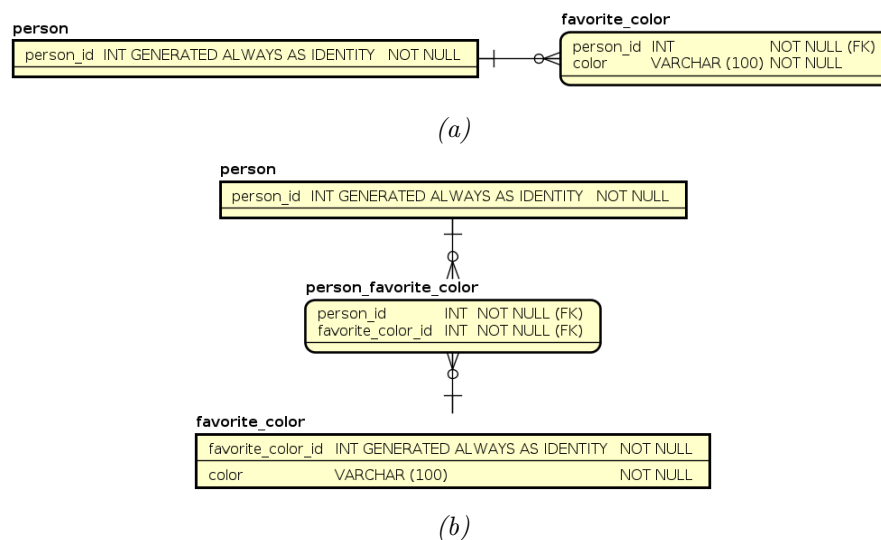 person
person_id INT GENERATED ALWAYS AS IDENTITY NOT NULL
favorite_color
person_id INT NOT NULL (FK)
color VARCHAR (100) NOT NULL
(a)
person
person_id INT GENERATED ALWAYS AS IDENTITY NOT NULL
person_favorite_color
person_id INT NOT NULL (FK)
favorite_color_id INT NOT NULL (FK)
favorite_color
favorite_color_id INT GENERATED ALWAYS AS IDENTITY NOT NULL
color VARCHAR (100) NOT NULL
(b)